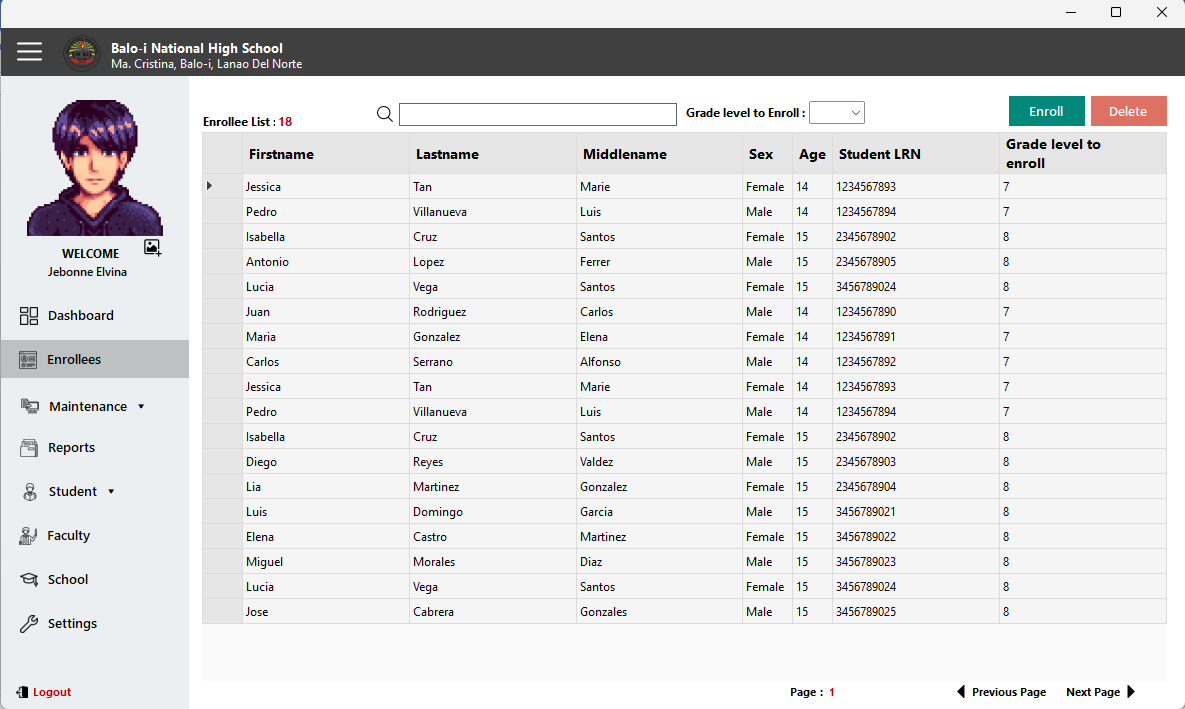 Balo-i National High School
Ma. Cristina, Balo-i, Lanao Del Norte
WELCOME
Jebonne Elvina
Dashboard
Enrollees
Maintenance
Reports
Student
Faculty
School
Settings
Logout
Enrollee List : 18
Grade level to Enroll :
Enroll
Delete
Firstname Lastname Middlename Sex Age Student LRN Grade level to enroll
Jessica Tan Marie Female 14 1234567893 7
Pedro Villanueva Luis Male 14 1234567894 7
Isabella Cruz Santos Female 15 2345678902 8
Antonio Lopez Ferrer Male 15 2345678905 8
Lucia Vega Santos Female 15 3456789024 8
Juan Rodriguez Carlos Male 14 1234567890 7
Maria Gonzalez Elena Female 14 1234567891 7
Carlos Serrano Alfonso Male 14 1234567892 7
Jessica Tan Marie Female 14 1234567893 7
Pedro Villanueva Luis Male 14 1234567894 7
Isabella Cruz Santos Female 15 2345678902 8
Diego Reyes Valdez Male 15 2345678903 8
Lia Martinez Gonzalez Female 15 2345678904 8
Luis Domingo Garcia Male 15 3456789021 8
Elena Castro Martinez Female 15 3456789022 8
Miguel Morales Diaz Male 15 3456789023 8
Lucia Vega Santos Female 15 3456789024 8
Jose Cabrera Gonzales Male 15 3456789025 8
Page : 1
Previous Page
Next Page